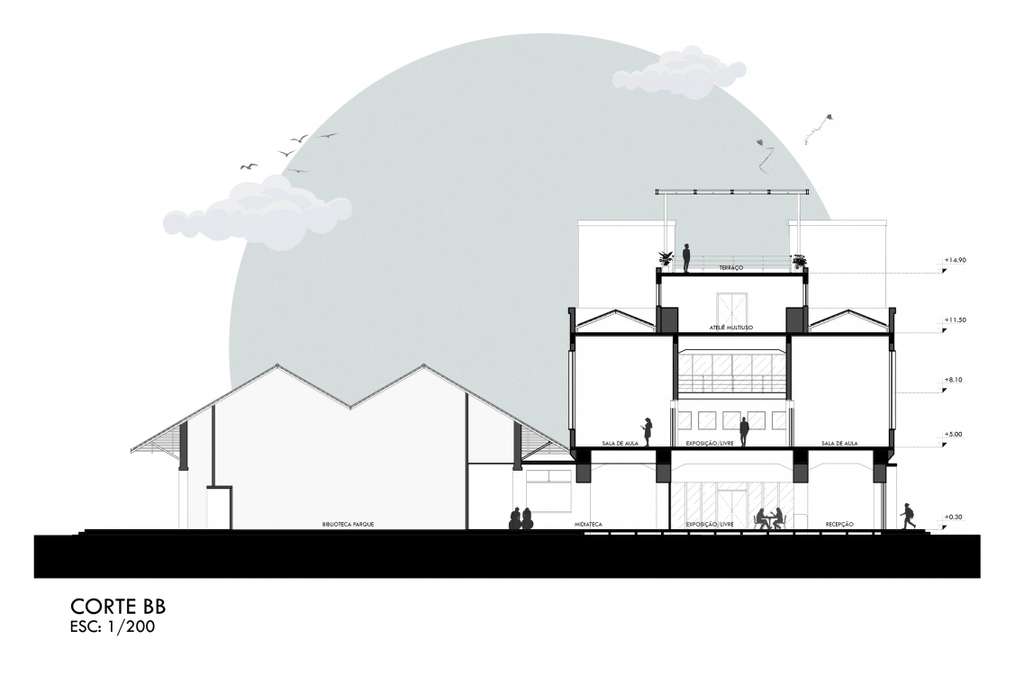 +14.90
TERRAÇO
+11.50
ATELIÊ MULTIUSO
+8.10
+5.00
SALA DE AULA
EXPOSIÇÃO/LIVRE
SALA DE AULA
+0.30
BIBLIOTECA PARQUE
MIDIATECA
EXPOSIÇÃO/LIVRE
RECEPÇÃO
CORTE BB
ESC: 1/200